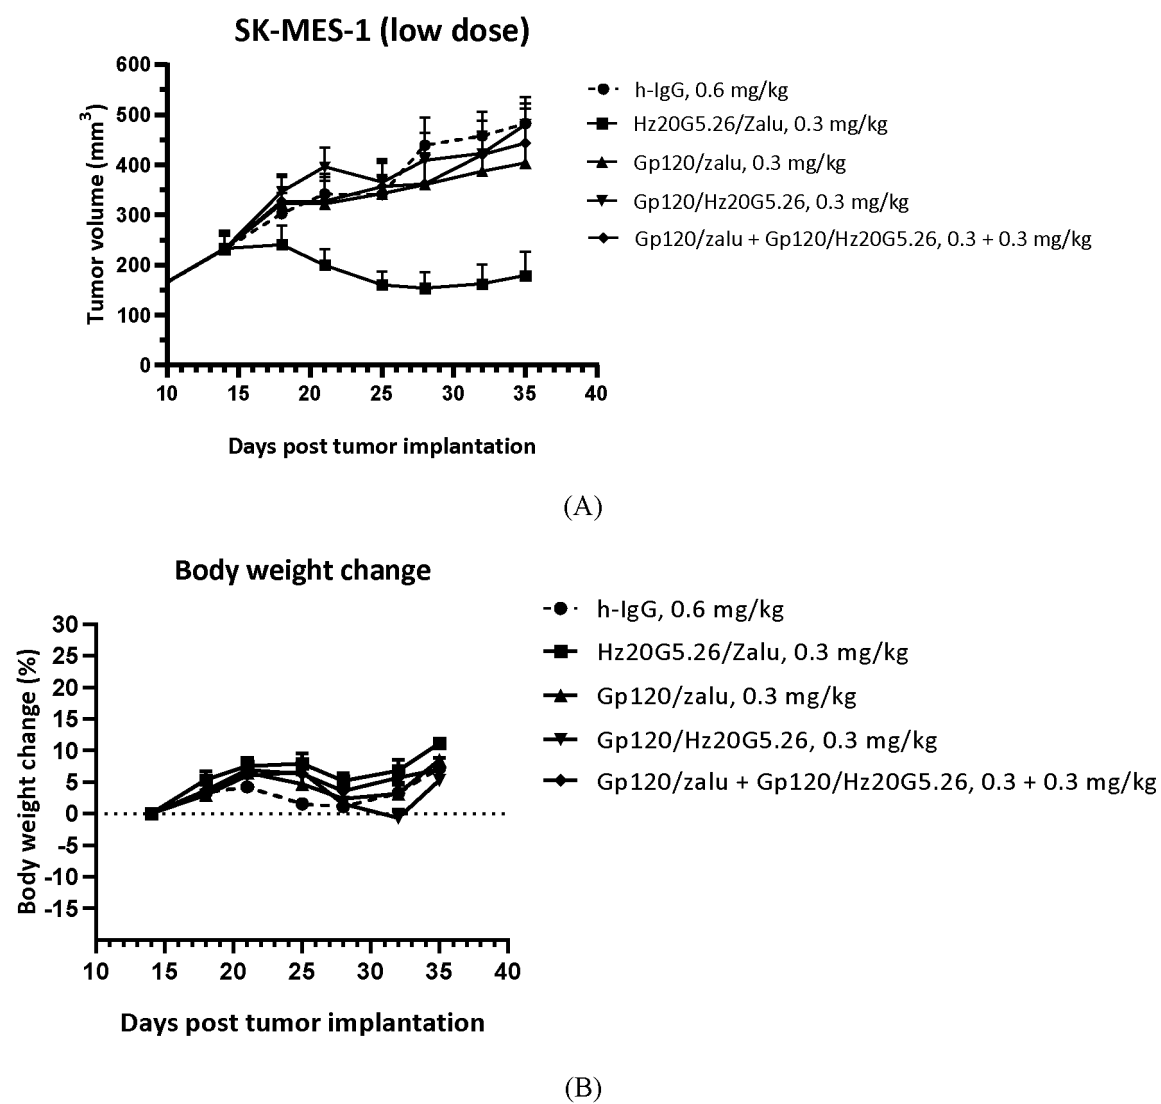 SK-MES-1 (low dose)
600
500
400
300
200
100
0
Tumor volume (mm³)
10 15 20 25 30 35 40
Days post tumor implantation
h-IgG, 0.6 mg/kg
Hz20G5.26/Zalu, 0.3 mg/kg
Gp120/zalu, 0.3 mg/kg
Gp120/Hz20G5.26, 0.3 mg/kg
Gp120/zalu + Gp120/Hz20G5.26, 0.3 + 0.3 mg/kg
(A)
Body weight change
30
25
20
15
10
5
0
-5
-10
-15
Body weight change (%)
10 15 20 25 30 35 40
Days post tumor implantation
h-IgG, 0.6 mg/kg
Hz20G5.26/Zalu, 0.3 mg/kg
Gp120/zalu, 0.3 mg/kg
Gp120/Hz20G5.26, 0.3 mg/kg
Gp120/zalu + Gp120/Hz20G5.26, 0.3 + 0.3 mg/kg
(B)